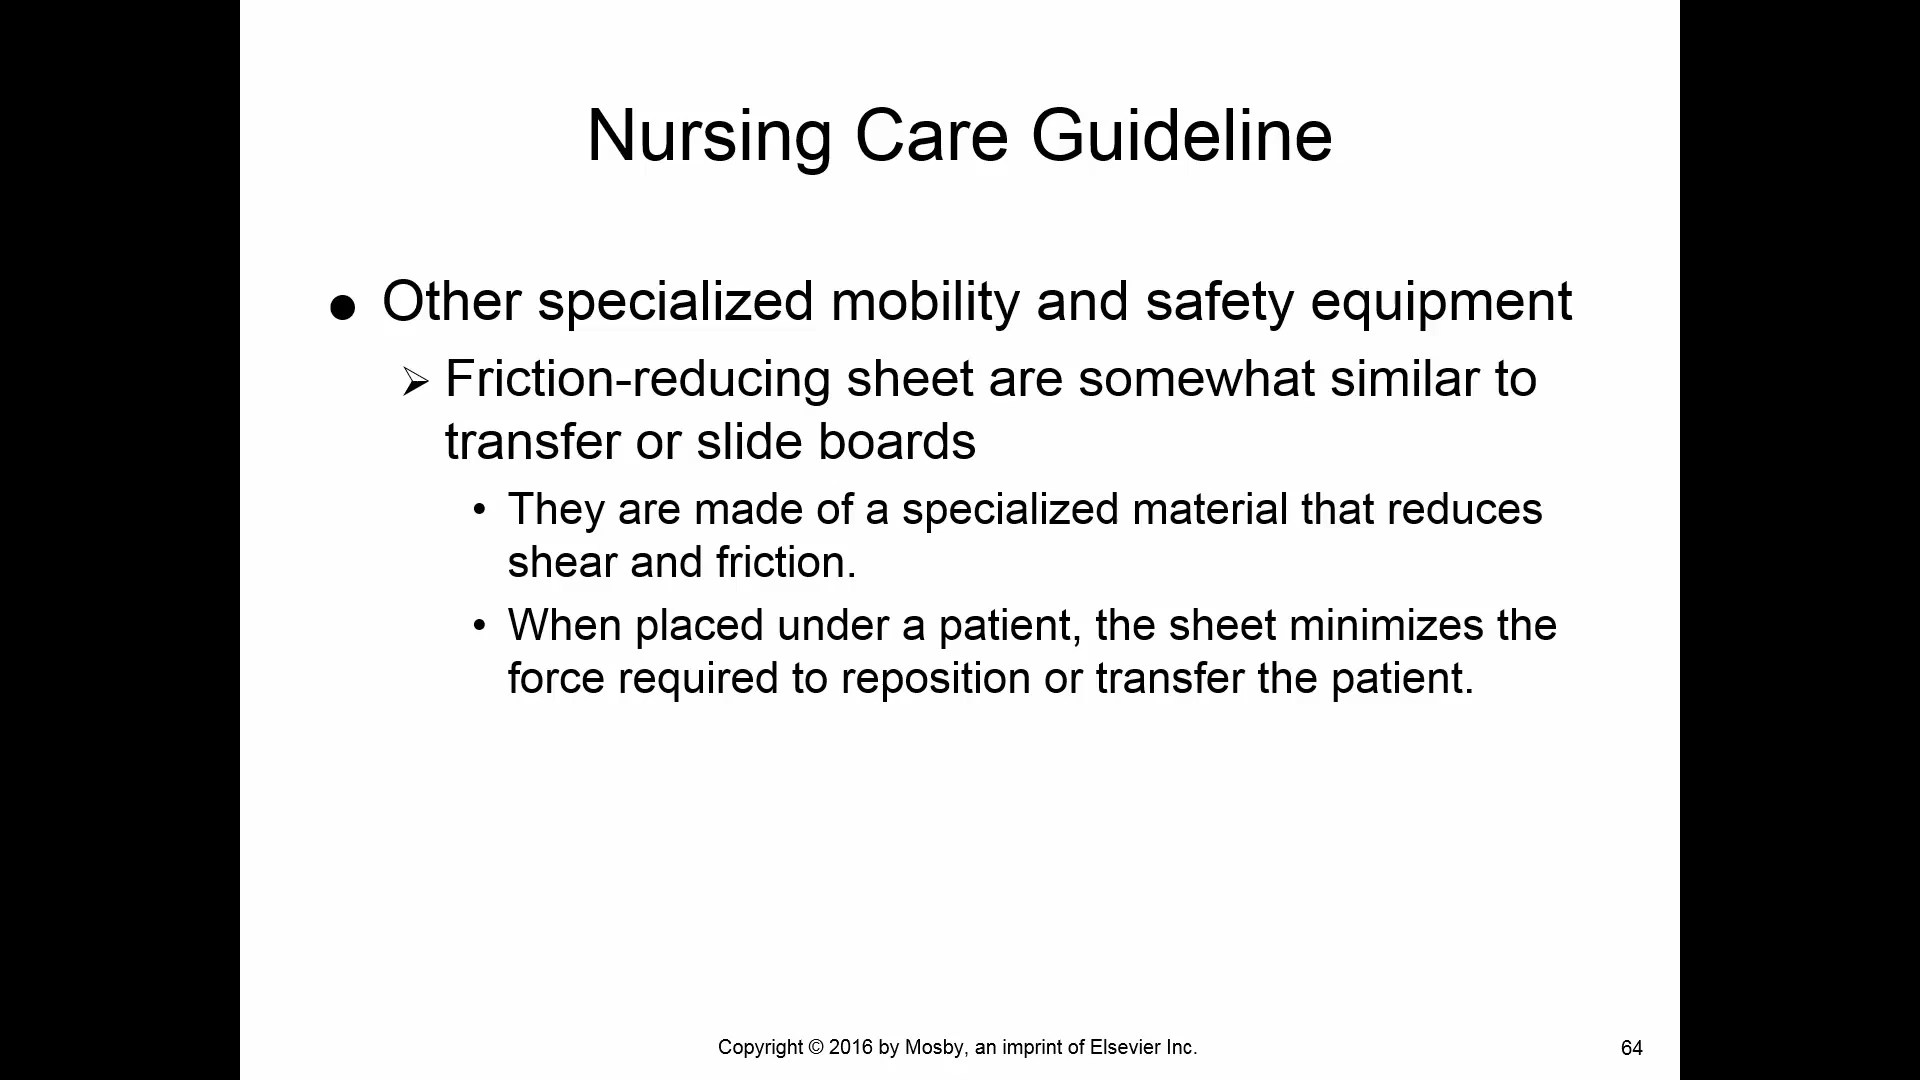 Nursing Care Guideline
● Other specialized mobility and safety equipment
➢ Friction-reducing sheet are somewhat similar to
transfer or slide boards
• They are made of a specialized material that reduces
shear and friction.
• When placed under a patient, the sheet minimizes the
force required to reposition or transfer the patient.
Copyright © 2016 by Mosby, an imprint of Elsevier Inc.
64